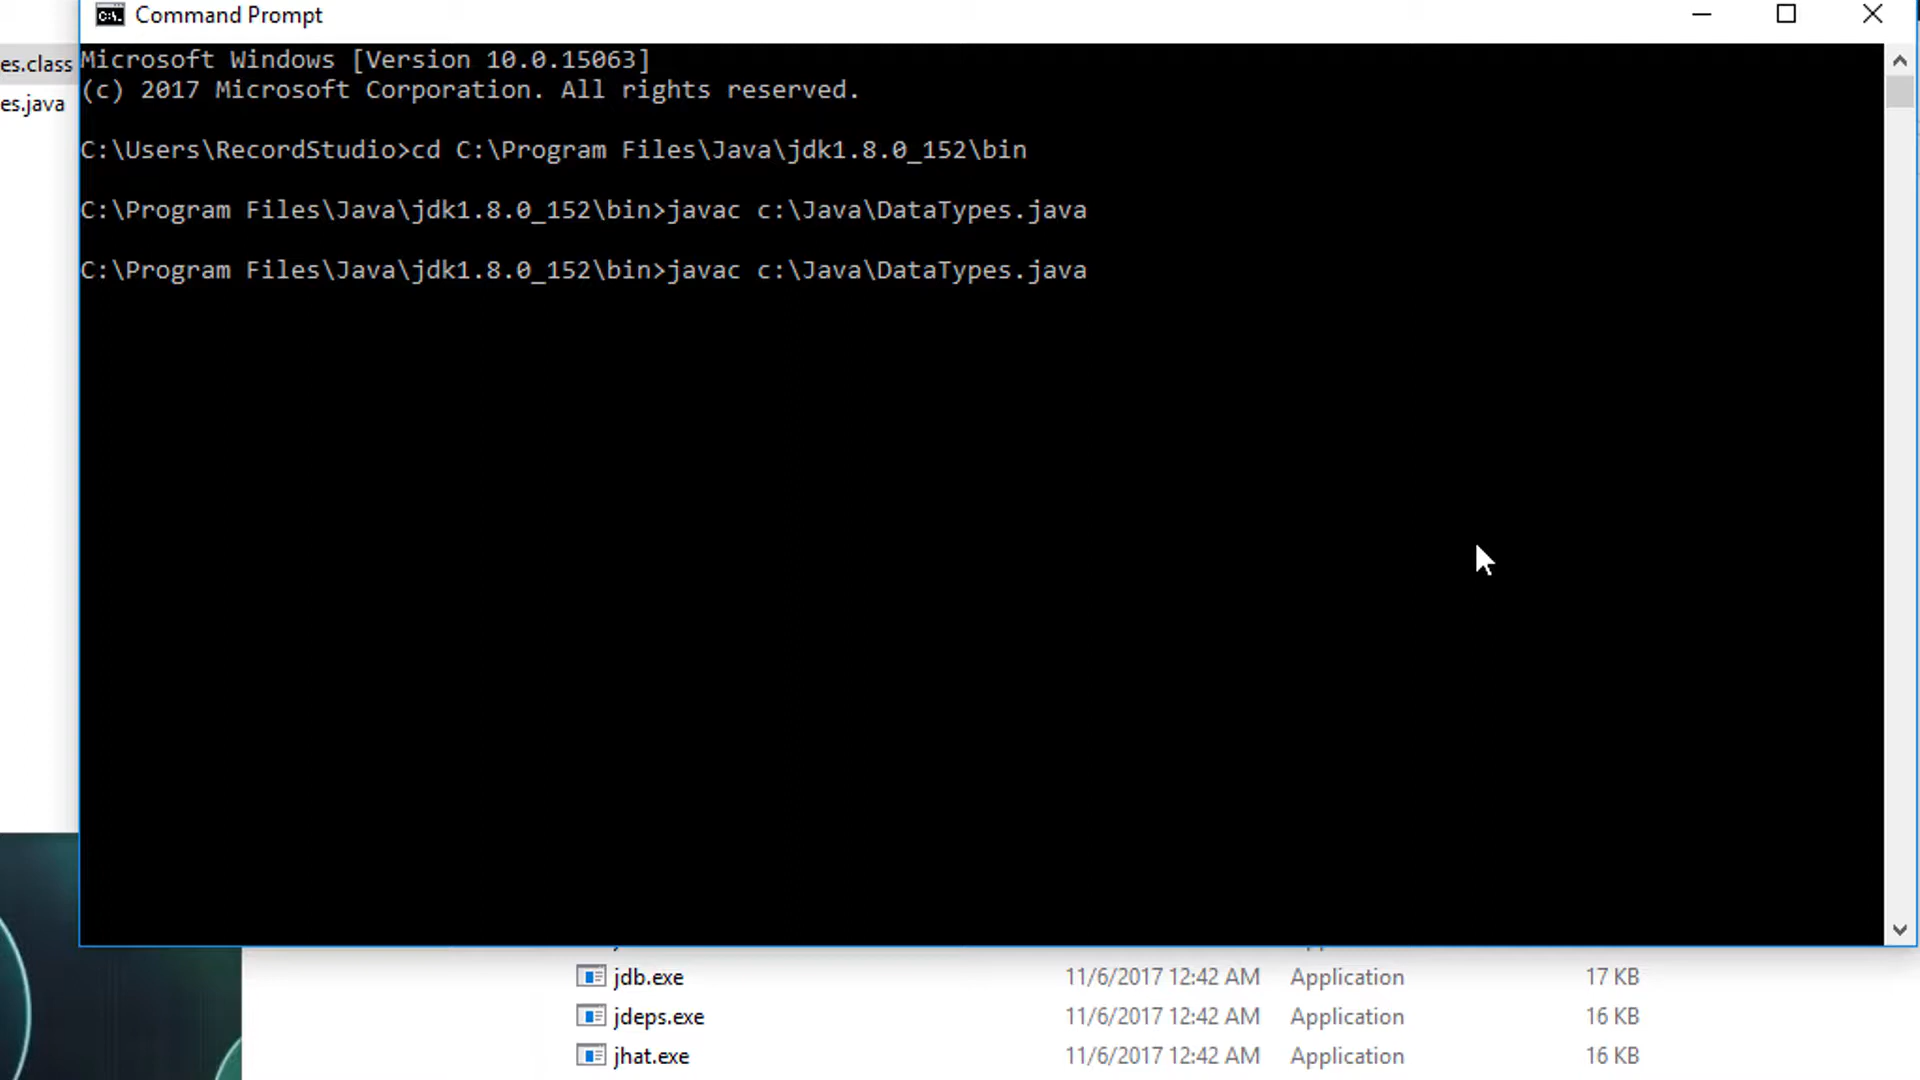 Command Prompt
es.class
es.java
Microsoft Windows [Version 10.0.15063]
(c) 2017 Microsoft Corporation. All rights reserved.
C:\Users\RecordStudio>cd C:\Program Files\Java\jdk1.8.0_152\bin
C:\Program Files\Java\jdk1.8.0_152\bin>javac c:\Java\DataTypes.java
C:\Program Files\Java\jdk1.8.0_152\bin>javac c:\Java\DataTypes.java
jdb.exe 11/6/2017 12:42 AM Application 17 KB
jdeps.exe 11/6/2017 12:42 AM Application 16 KB
jhat.exe 11/6/2017 12:42 AM Application 16 KB